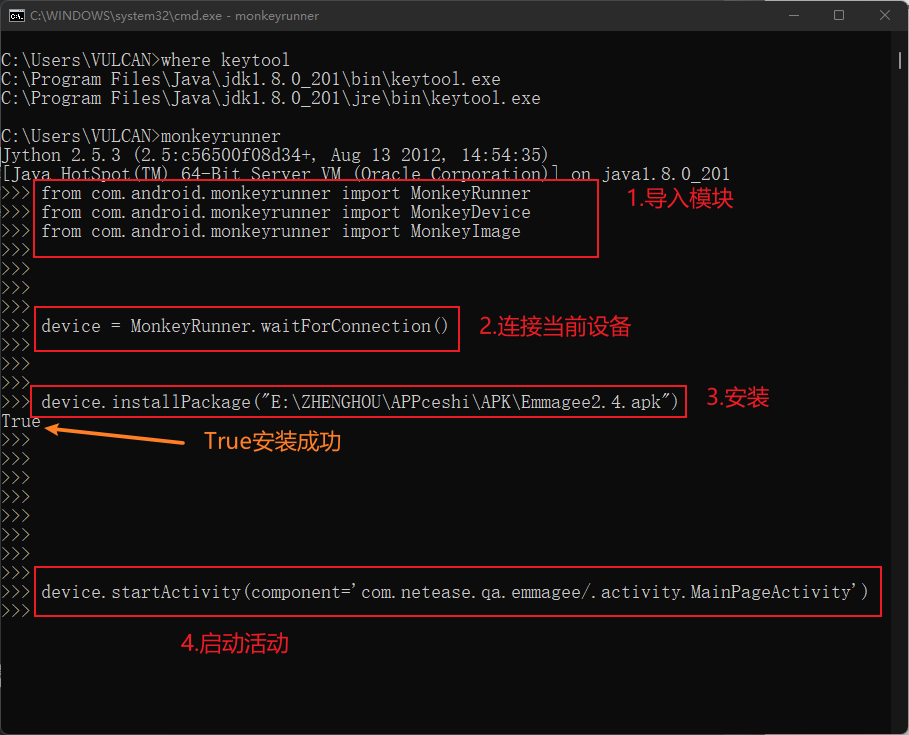 C:\WINDOWS\system32\cmd.exe - monkeyrunner
C:\Users\VULCAN>where keytool
C:\Program Files\Java\jdk1.8.0_201\bin\keytool.exe
C:\Program Files\Java\jdk1.8.0_201\jre\bin\keytool.exe
C:\Users\VULCAN>monkeyrunner
Jython 2.5.3 (2.5:c56500f08d34+, Aug 13 2012, 14:54:35)
[Java HotSpot(TM) 64-Bit Server VM (Oracle Corporation)] on java1.8.0_201
>>> from com.android.monkeyrunner import MonkeyRunner
1.导入模块
>>> from com.android.monkeyrunner import MonkeyDevice
>>> from com.android.monkeyrunner import MonkeyImage
>>>
>>>
>>>
>>>
>>> device = MonkeyRunner.waitForConnection()
2.连接当前设备
>>>
>>>
>>>
>>> device.installPackage("E:\ZHENGHOU\APPceshi\APK\Emmagee2.4.apk")
3.安装
True
>>>
True安装成功
>>>
>>>
>>>
>>>
>>>
>>>
>>>
>>> device.startActivity(component='com.netease.qa.emmagee/.activity.MainPageActivity')
>>>
4.启动活动